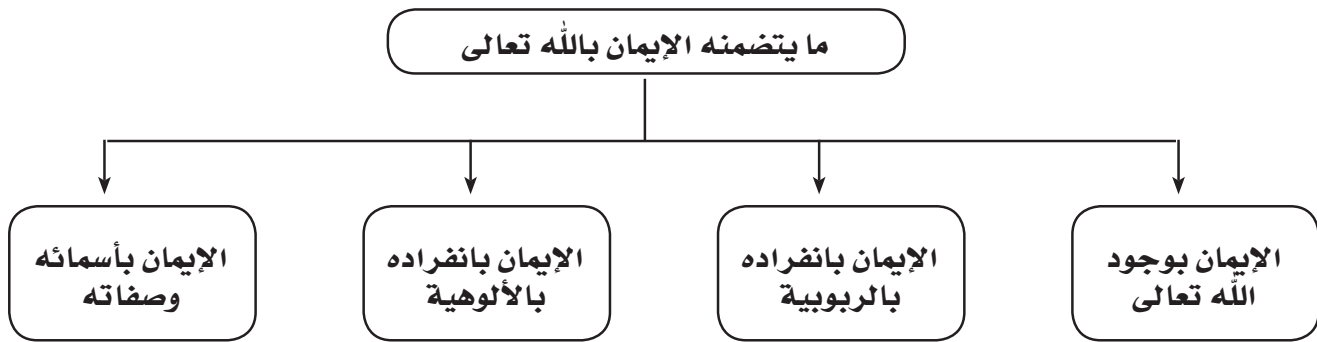 ما يتضمنه الإيمان بالله تعالى
الإيمان بوجود
الله تعالى
الإيمان بانفراده
بالربوبية
الإيمان بانفراده
بالألوهية
الإيمان بأسمائه
وصفاته